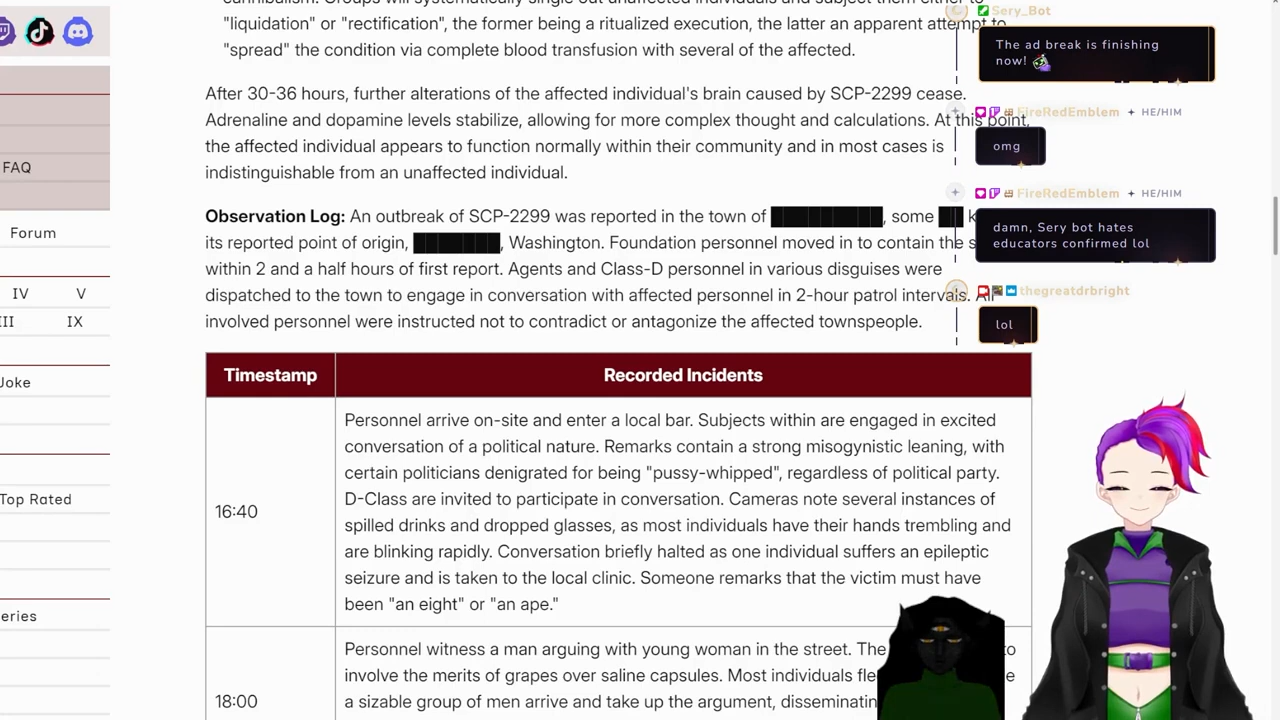 cannibalism. Groups will systematically single out unaffected individuals and subject them either to
"liquidation" or "rectification", the former being a ritualized execution, the latter an apparent attempt to
"spread" the condition via complete blood transfusion with several of the affected.
After 30-36 hours, further alterations of the affected individual's brain caused by SCP-2299 cease.
Adrenaline and dopamine levels stabilize, allowing for more complex thought and calculations. At this point,
the affected individual appears to function normally within their community and in most cases is
indistinguishable from an unaffected individual.
Observation Log: An outbreak of SCP-2299 was reported in the town of ████████, some ██ k
its reported point of origin, ███████, Washington. Foundation personnel moved in to contain the s
within 2 and a half hours of first report. Agents and Class-D personnel in various disguises were
dispatched to the town to engage in conversation with affected personnel in 2-hour patrol intervals. All
involved personnel were instructed not to contradict or antagonize the affected townspeople.
Timestamp
Recorded Incidents
16:40
Personnel arrive on-site and enter a local bar. Subjects within are engaged in excited
conversation of a political nature. Remarks contain a strong misogynistic leaning, with
certain politicians denigrated for being "pussy-whipped", regardless of political party.
D-Class are invited to participate in conversation. Cameras note several instances of
spilled drinks and dropped glasses, as most individuals have their hands trembling and
are blinking rapidly. Conversation briefly halted as one individual suffers an epileptic
seizure and is taken to the local clinic. Someone remarks that the victim must have
been "an eight" or "an ape."
18:00
Personnel witness a man arguing with young woman in the street. The
to
involve the merits of grapes over saline capsules. Most individuals fle
e
a sizable group of men arrive and take up the argument, disseminatin
FAQ
Forum
IV
V
III
IX
Joke
Top Rated
eries
Sery_Bot
The ad break is finishing
now!
FireRedEmblem
HE/HIM
omg
FireRedEmblem
HE/HIM
damn, Sery bot hates
educators confirmed lol
thegreatdrbright
lol